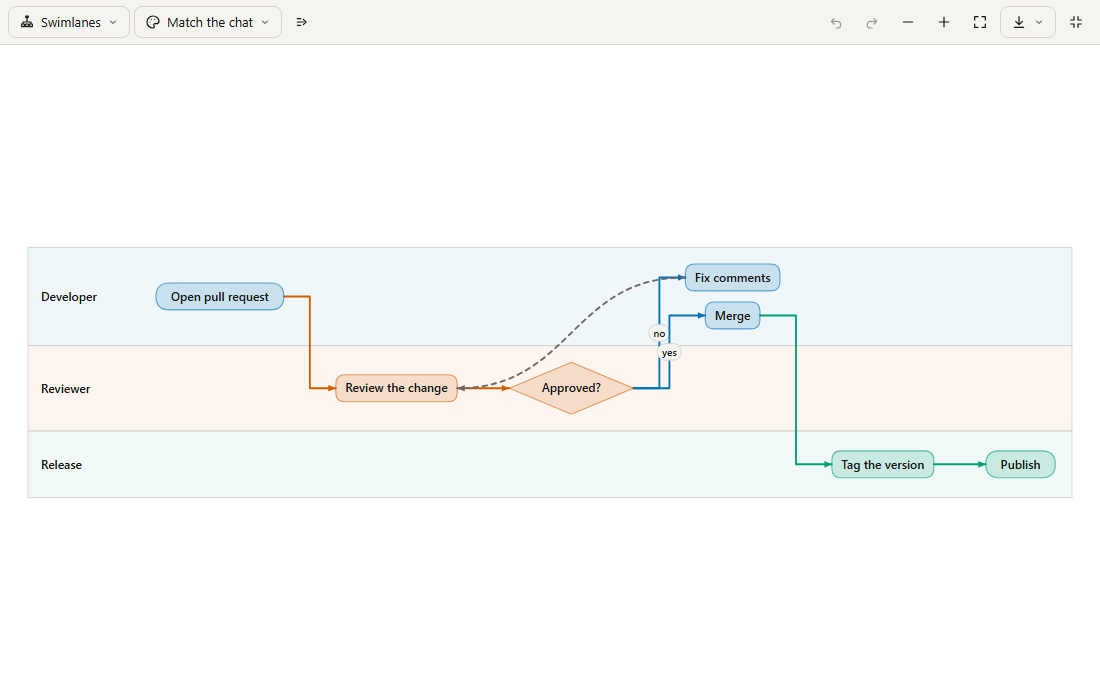 Swimlanes
Match the chat
Developer
Open pull request
Fix comments
Merge
no
yes
Reviewer
Review the change
Approved?
Release
Tag the version
Publish